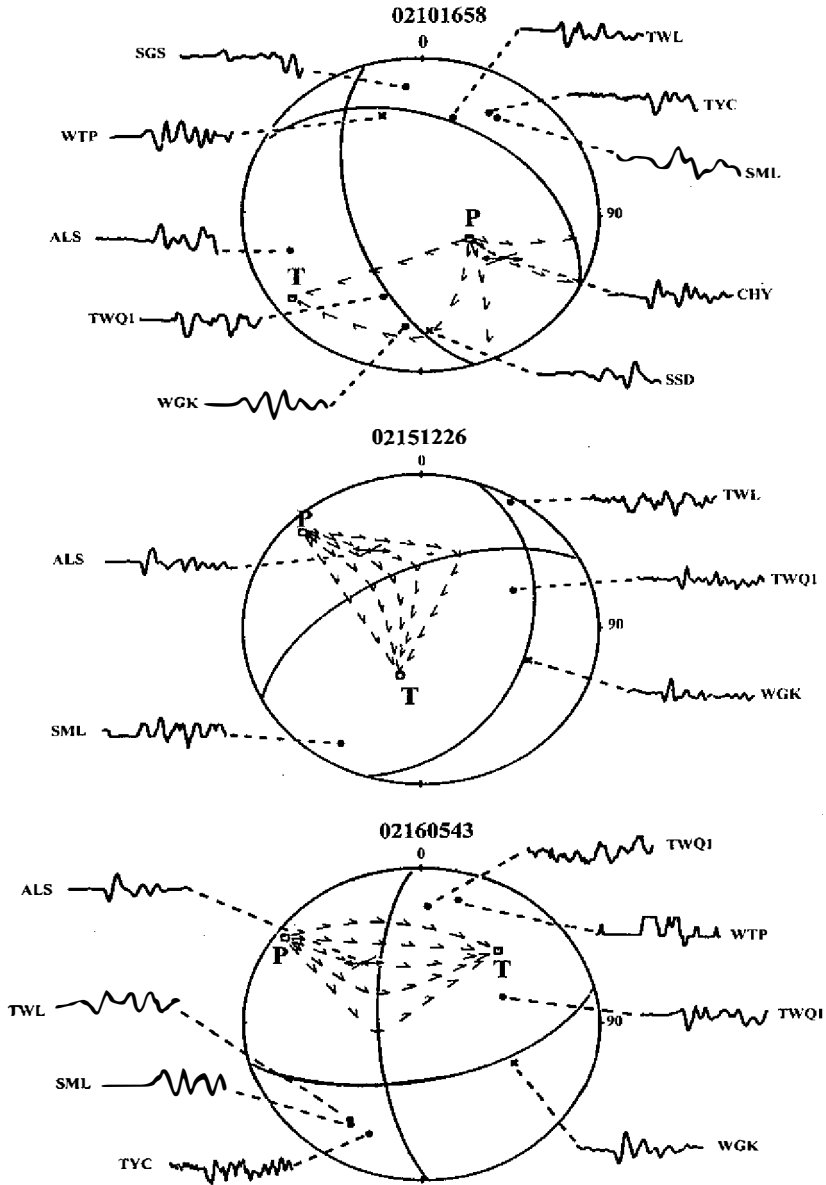 02101658
0
SGS
TWL
TYC
WTP
SML
P
90
ALS
T
CHY
TWQ1
SSD
WGK
02151226
0
P
TWL
ALS
TWQ1
90
T
WGK
SML
02160543
0
TWQ1
ALS
WTP
P
T
TWL
90
TWQ1
SML
WGK
TYC